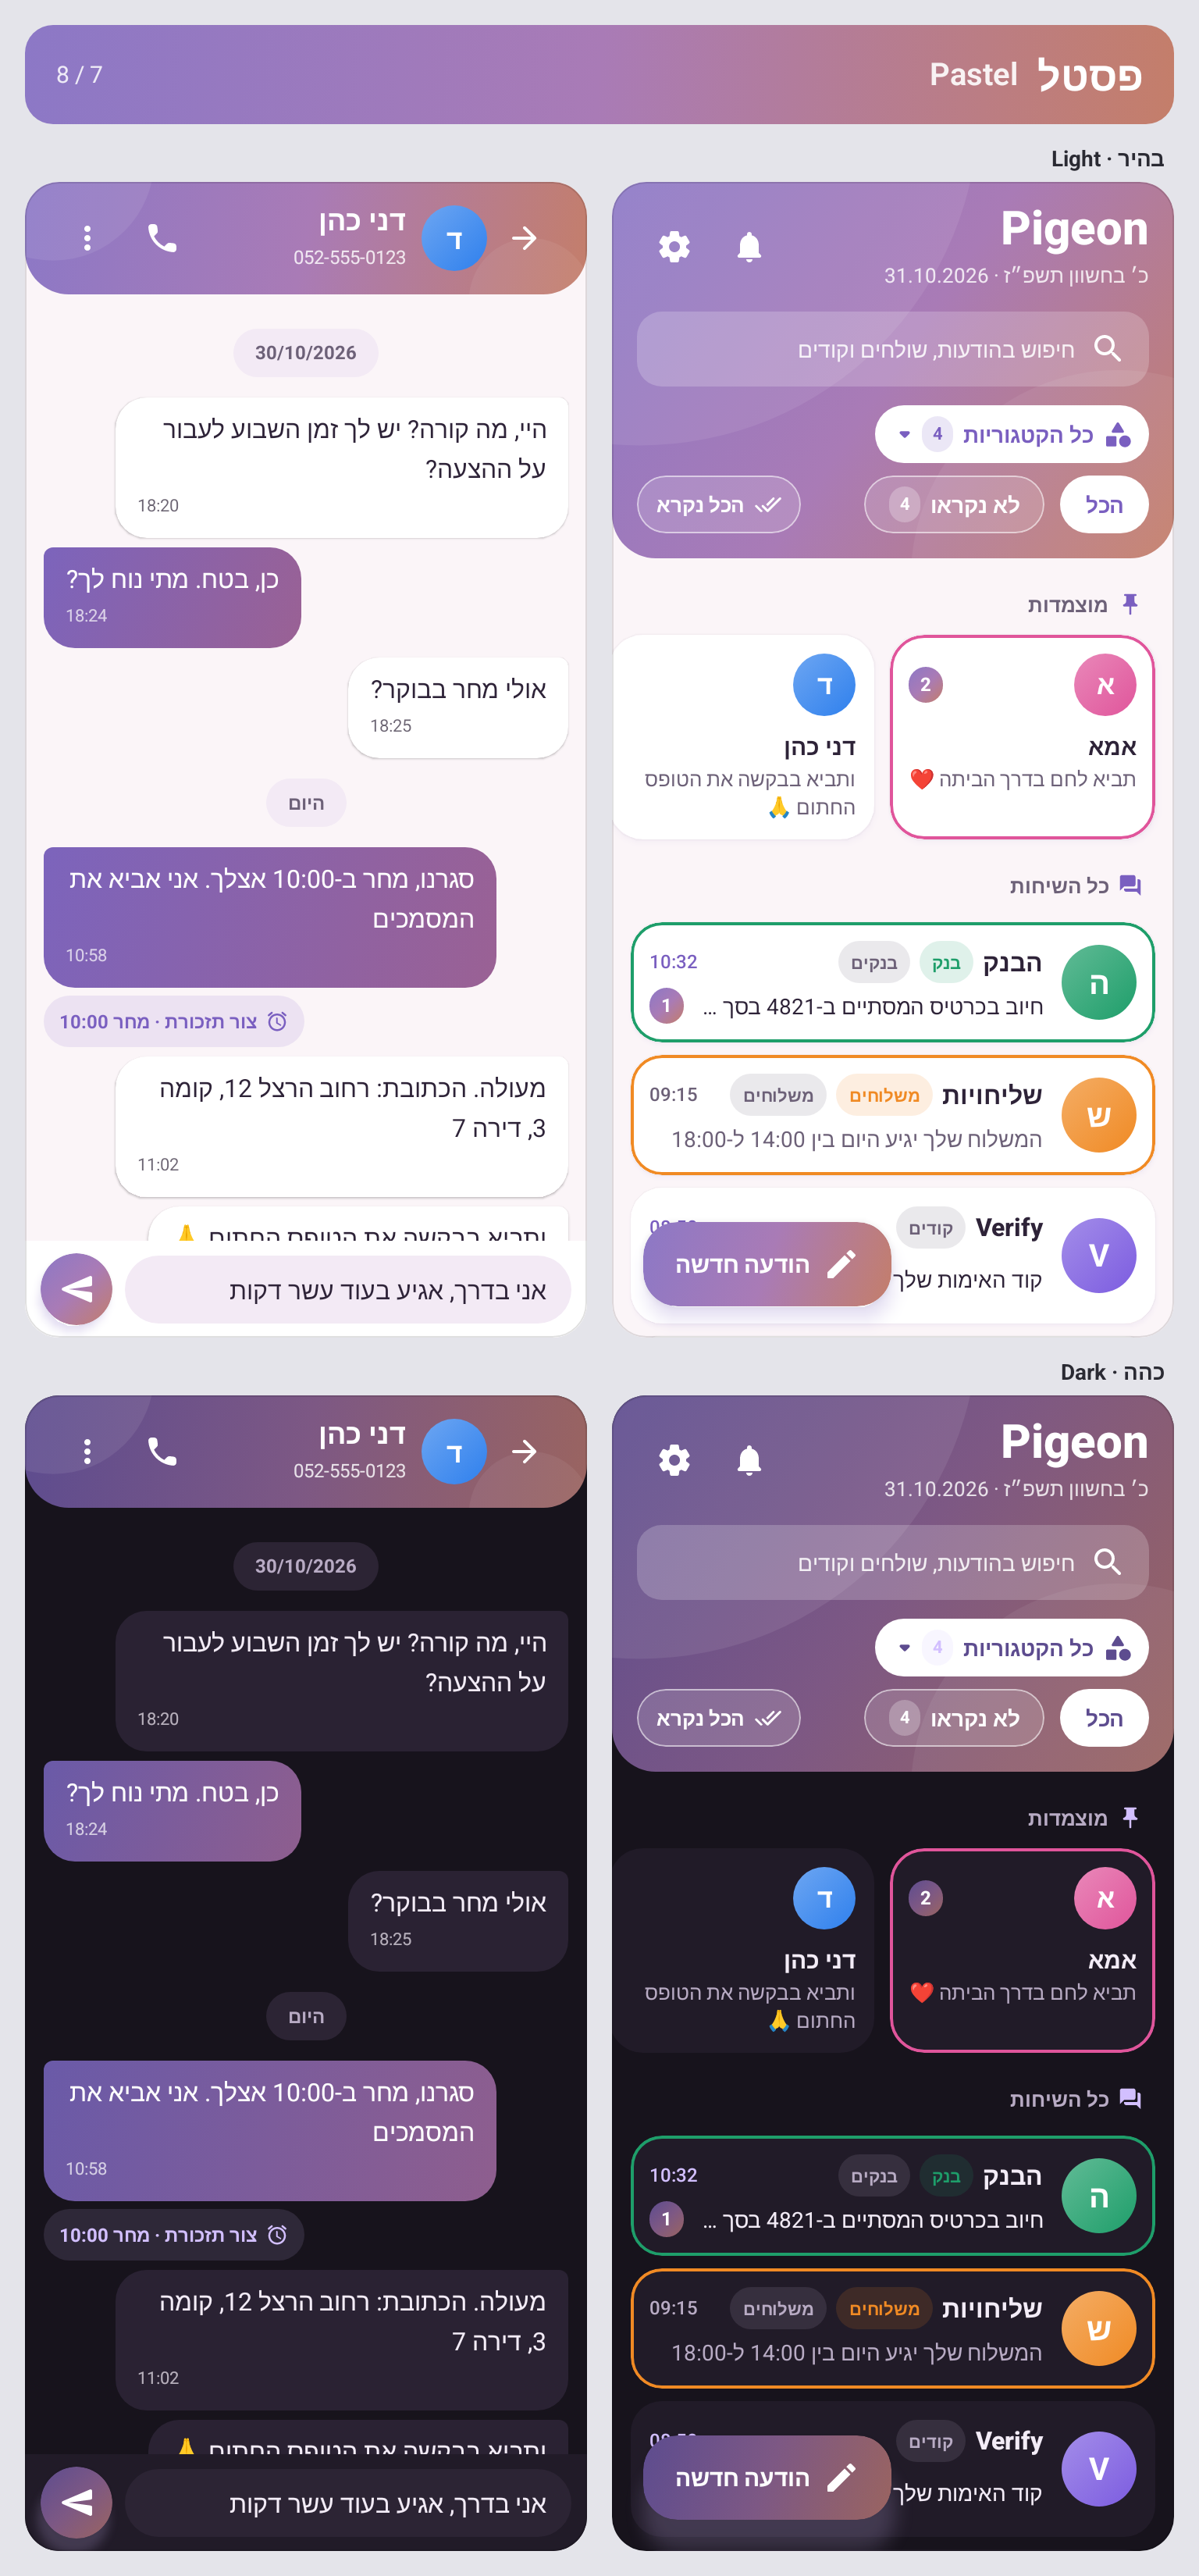 פסטל Pastel
8 / 7
בהיר · Light
Pigeon
כ׳ בחשוון תשפ״ז · 31.10.2026
חיפוש בהודעות, שולחים וקודים
כל הקטגוריות 4
הכל
לא נקראו 4
הכל נקרא
מוצמדות
א
2
אמא
תביא לחם בדרך הביתה ❤️
ד
דני כהן
ותביא בבקשה את הטופס
החתום 🙏
כל השיחות
ה
הבנק בנק בנקים 10:32
חיוב בכרטיס המסתיים ב-4821 בסך ... 1
ש
שליחויות משלוחים משלוחים 09:15
המשלוח שלך יגיע היום בין 14:00 ל-18:00
V
Verify קודים
קוד האימות שלך
הודעה חדשה
ד
דני כהן
052-555-0123
30/10/2026
היי, מה קורה? יש לך זמן השבוע לעבור
על ההצעה?
18:20
כן, בטח. מתי נוח לך?
18:24
אולי מחר בבוקר?
18:25
היום
סגרנו, מחר ב-10:00 אצלך. אני אביא את
המסמכים
10:58
צור תזכורת · מחר 10:00
מעולה. הכתובת: רחוב הרצל 12, קומה
3, דירה 7
11:02
ותביא בבקשה את הטופס החתום 🙏
אני בדרך, אגיע בעוד עשר דקות
כהה · Dark
Pigeon
כ׳ בחשוון תשפ״ז · 31.10.2026
חיפוש בהודעות, שולחים וקודים
כל הקטגוריות 4
הכל
לא נקראו 4
הכל נקרא
מוצמדות
א
2
אמא
תביא לחם בדרך הביתה ❤️
ד
דני כהן
ותביא בבקשה את הטופס
החתום 🙏
כל השיחות
ה
הבנק בנק בנקים 10:32
חיוב בכרטיס המסתיים ב-4821 בסך ... 1
ש
שליחויות משלוחים משלוחים 09:15
המשלוח שלך יגיע היום בין 14:00 ל-18:00
V
Verify קודים
קוד האימות שלך
הודעה חדשה
ד
דני כהן
052-555-0123
30/10/2026
היי, מה קורה? יש לך זמן השבוע לעבור
על ההצעה?
18:20
כן, בטח. מתי נוח לך?
18:24
אולי מחר בבוקר?
18:25
היום
סגרנו, מחר ב-10:00 אצלך. אני אביא את
המסמכים
10:58
צור תזכורת · מחר 10:00
מעולה. הכתובת: רחוב הרצל 12, קומה
3, דירה 7
11:02
ותביא בבקשה את הטופס החתום 🙏
אני בדרך, אגיע בעוד עשר דקות